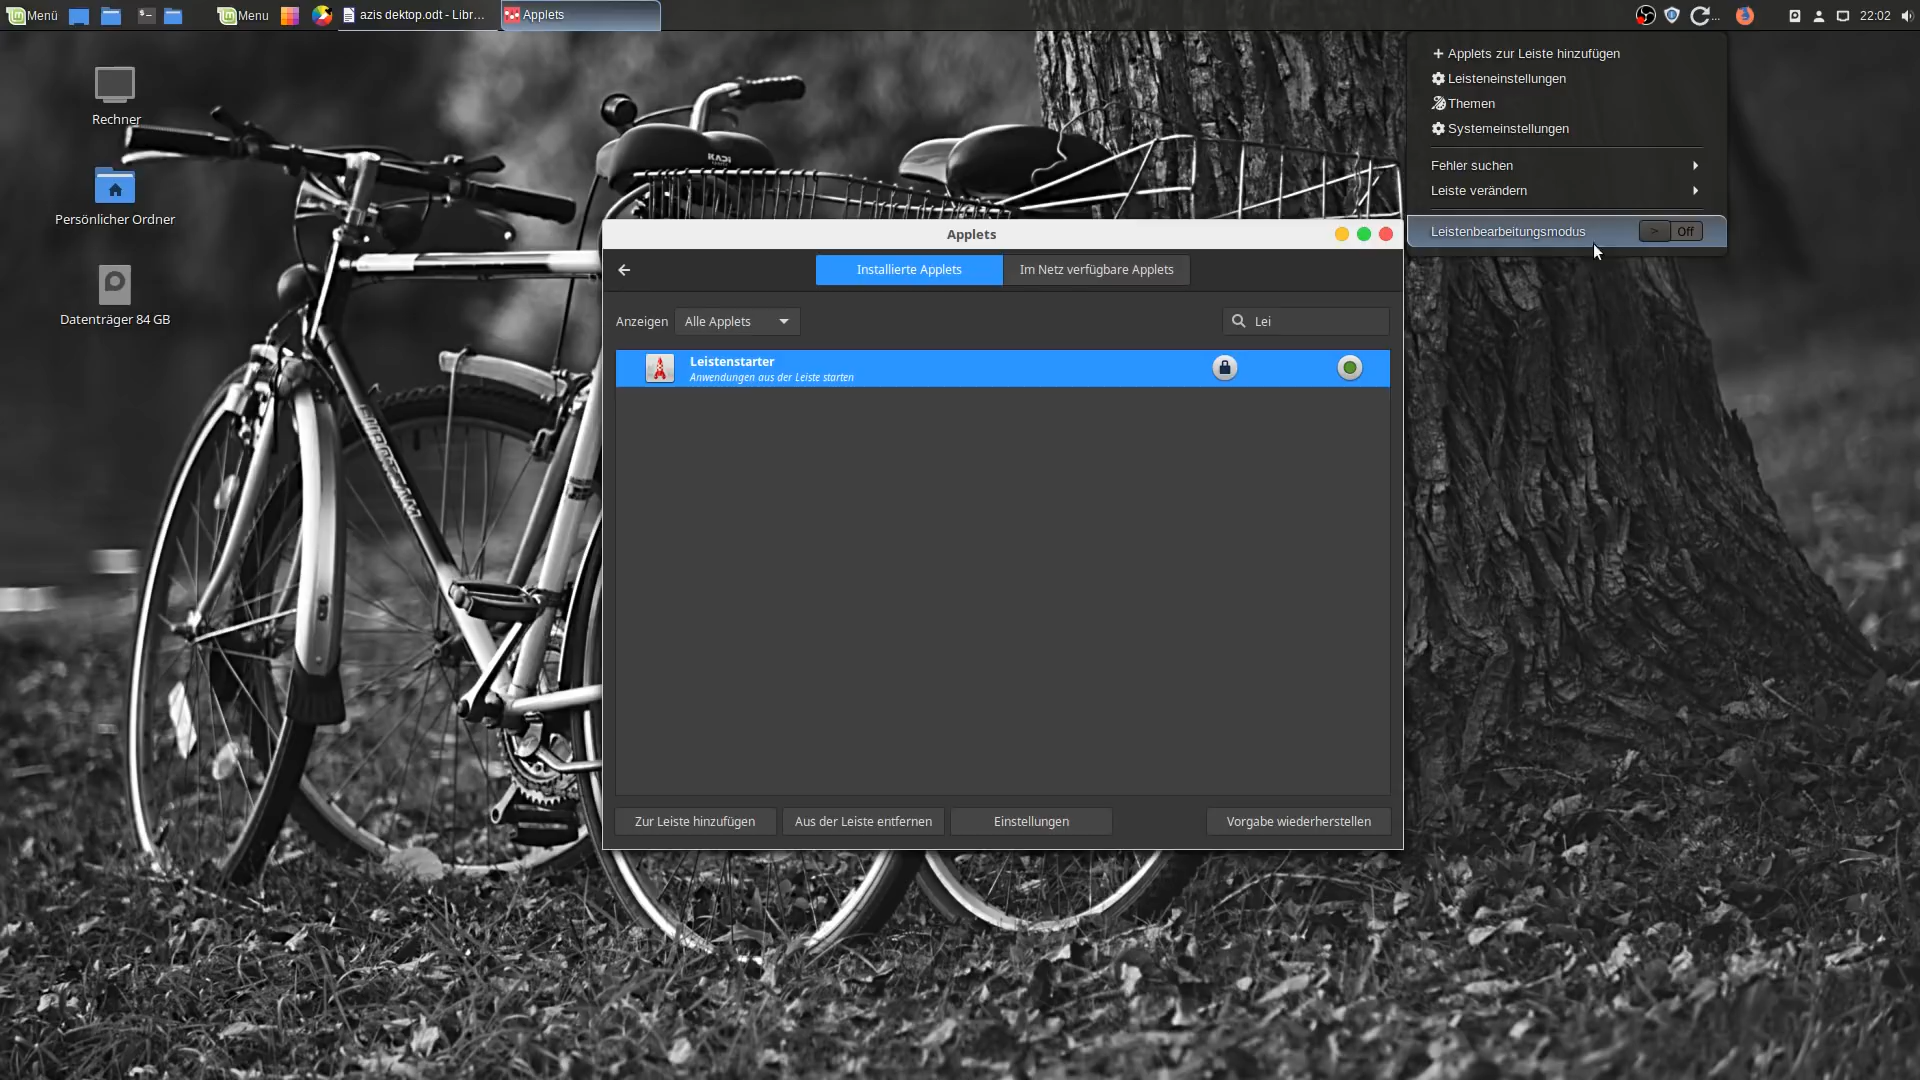 Menü
Menu
azis dektop.odt - Libr...
Applets
...
22:02
Rechner
Persönlicher Ordner
Datenträger 84 GB
Applets zur Leiste hinzufügen
Leisteneinstellungen
Themen
Systemeinstellungen
Fehler suchen
Leiste verändern
Leistenbearbeitungsmodus
> Off
KADI
Applets
Installierte Applets
Im Netz verfügbare Applets
Anzeigen
Alle Applets
Lei
Leistenstarter
Anwendungen aus der Leiste starten
Zur Leiste hinzufügen
Aus der Leiste entfernen
Einstellungen
Vorgabe wiederherstellen